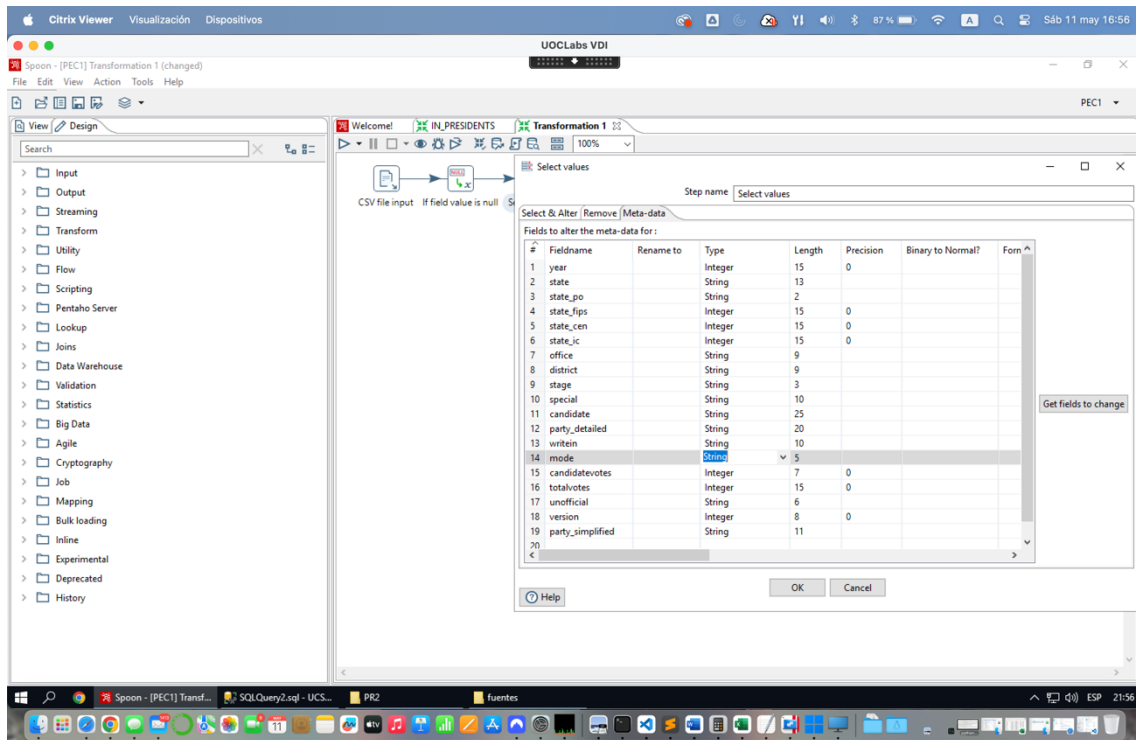 Citrix Viewer Visualización Dispositivos 87 % A Sáb 11 may 16:56
UOCLabs VDI
Spoon - [PEC1] Transformation 1 (changed)
File Edit View Action Tools Help
PEC1
View Design
Welcome! IN_PRESIDENTS Transformation 1
Search
100%
Input
Output
Streaming
Transform
Utility
Flow
Scripting
Pentaho Server
Lookup
Joins
Data Warehouse
Validation
Statistics
Big Data
Agile
Cryptography
Job
Mapping
Bulk loading
Inline
Experimental
Deprecated
History
CSV file input If field value is null
Select values
Step name Select values
Select & Alter Remove Meta-data
Fields to alter the meta-data for :
# Fieldname Rename to Type Length Precision Binary to Normal? Forn
1 year Integer 15 0
2 state String 13
3 state_po String 2
4 state_fips Integer 15 0
5 state_cen Integer 15 0
6 state_ic Integer 15 0
7 office String 9
8 district String 9
9 stage String 3
10 special String 10
11 candidate String 25
12 party_detailed String 20
13 writein String 10
14 mode String 5
15 candidatevotes Integer 7 0
16 totalvotes Integer 15 0
17 unofficial String 6
18 version Integer 8 0
19 party_simplified String 11
20
Get fields to change
OK Cancel
Help
Spoon - [PEC1] Transf... SQLQuery2.sql - UCS... PR2 fuentes ESP 21:56